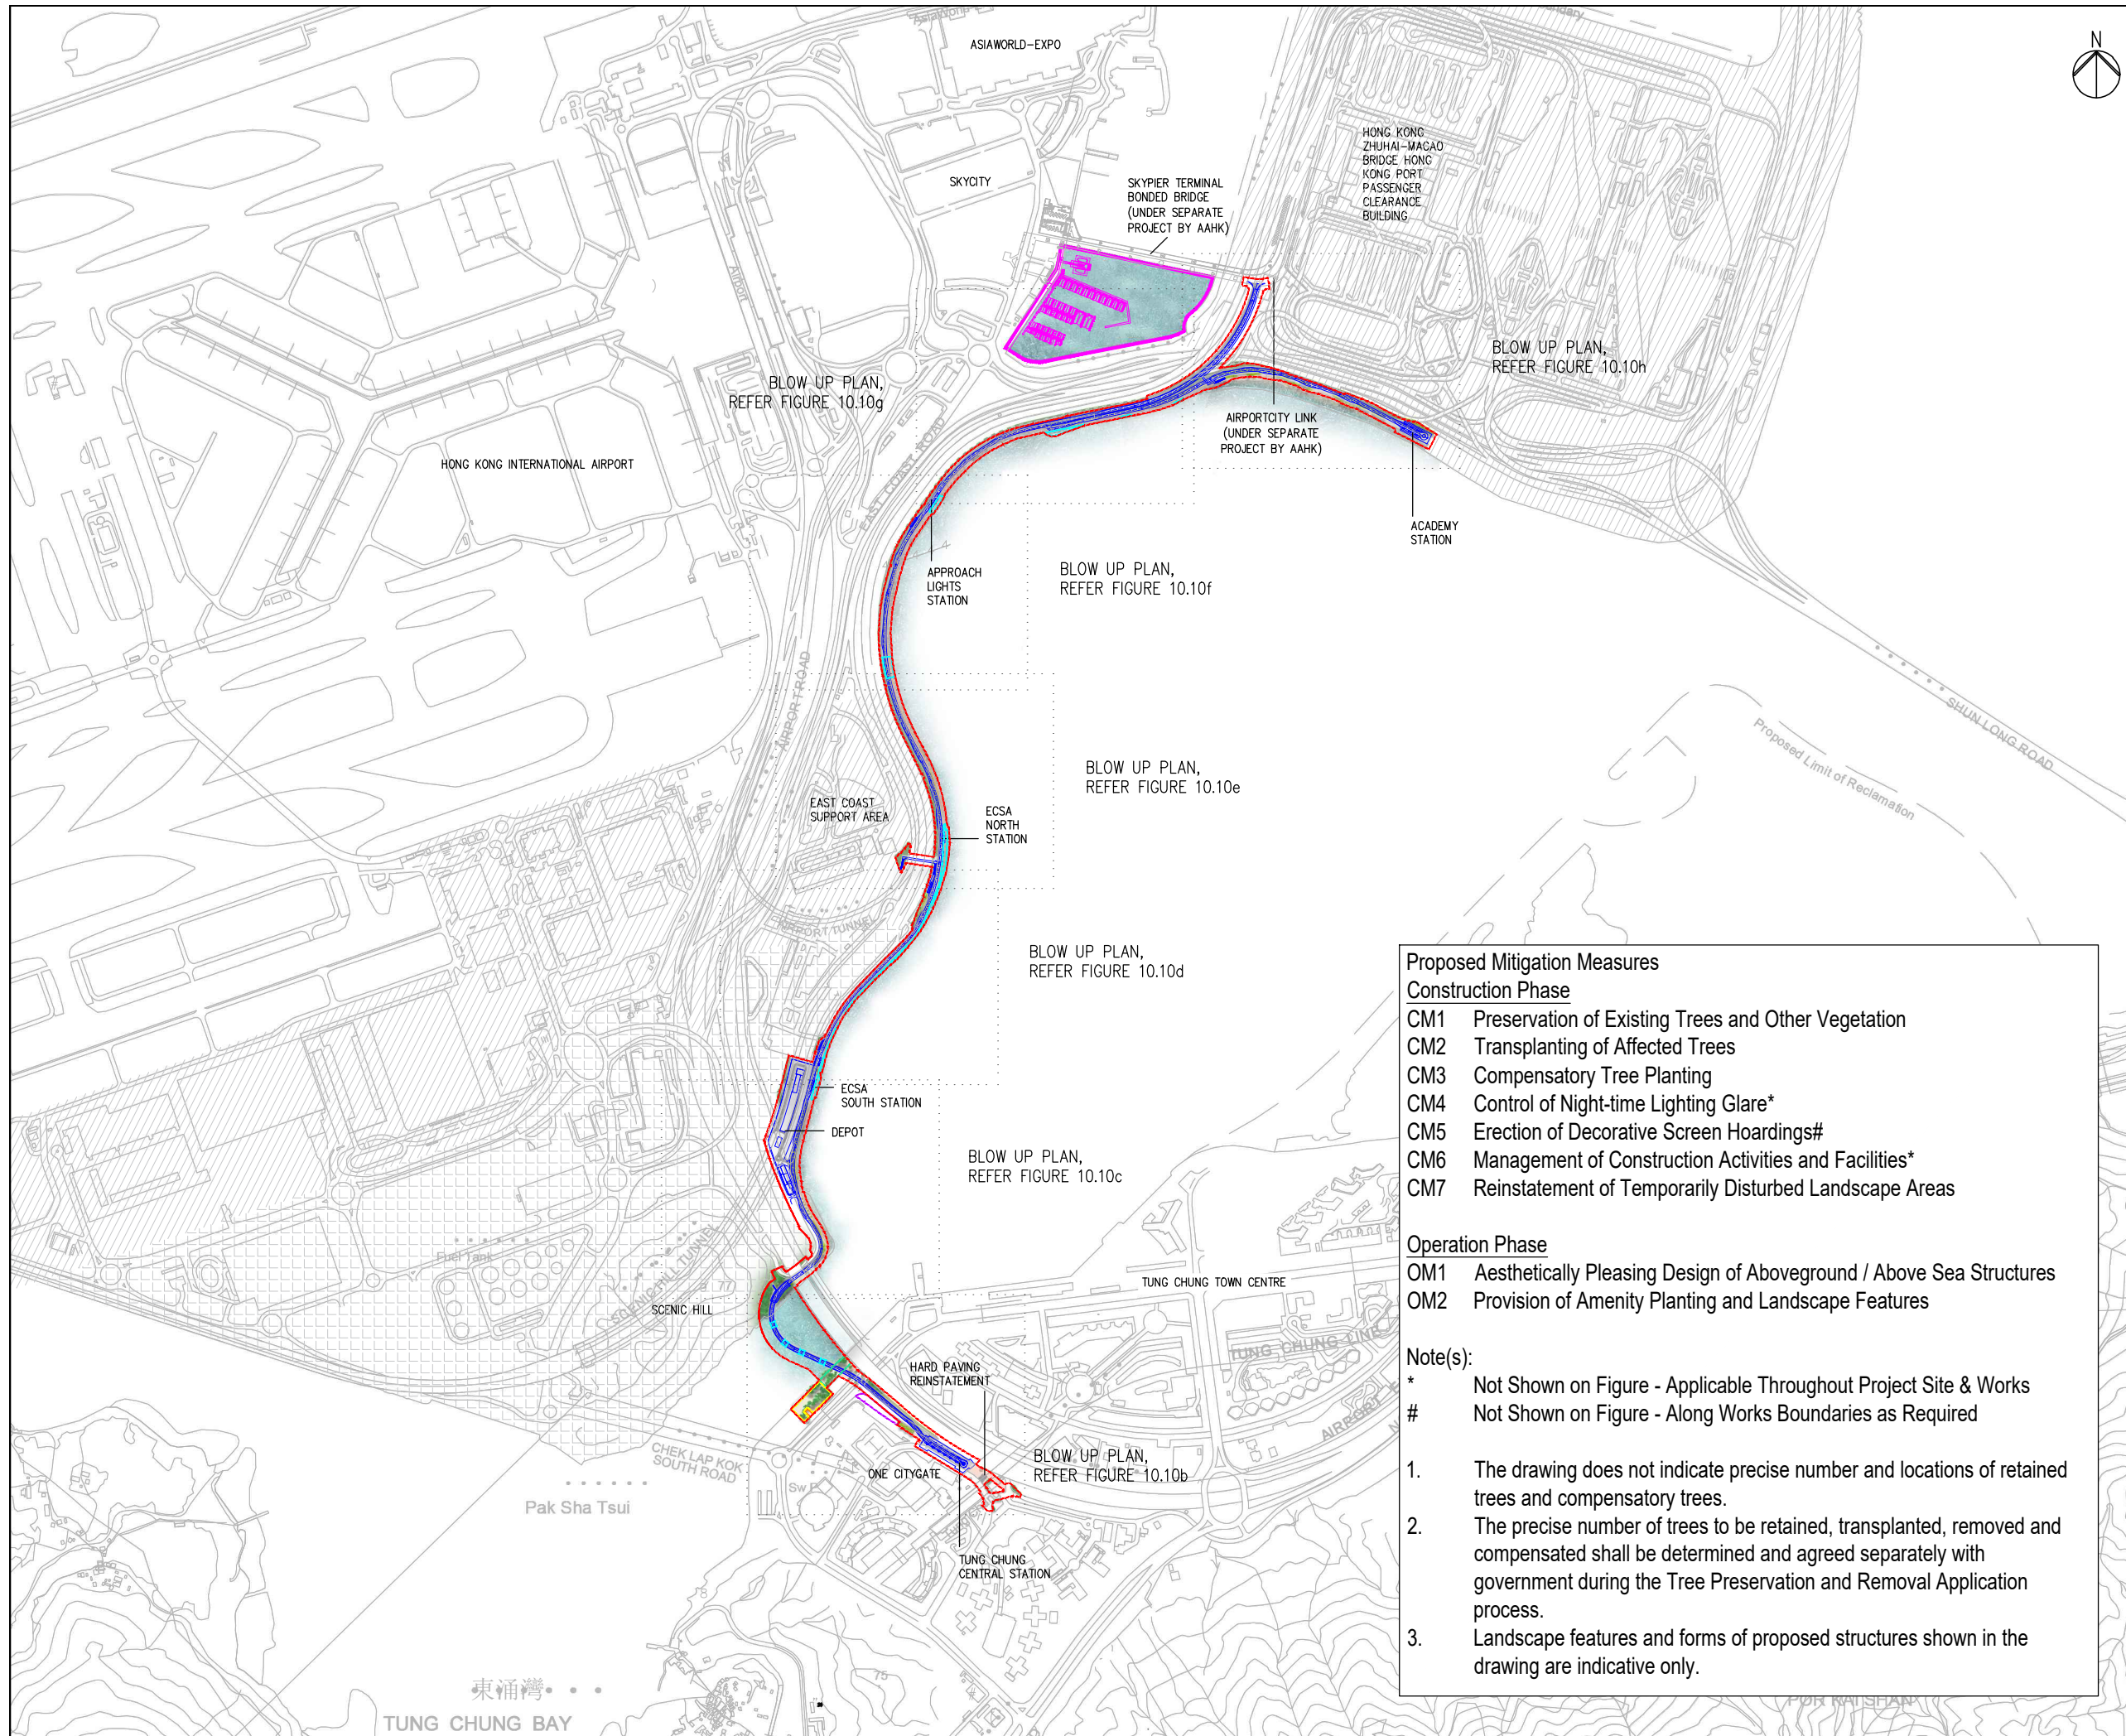 N
ASIAWORLD-EXPO
SKYCITY
SKYPIER TERMINAL
BONDED BRIDGE
(UNDER SEPARATE
PROJECT BY AAHK)
HONG KONG
ZHUHAI-MACAO
BRIDGE HONG
KONG PORT
PASSENGER
CLEARANCE
BUILDING
Airport
BLOW UP PLAN,
REFER FIGURE 10.10h
BLOW UP PLAN,
REFER FIGURE 10.10g
AIRPORTCITY LINK
(UNDER SEPARATE
PROJECT BY AAHK)
EAST COAST ROAD
HONG KONG INTERNATIONAL AIRPORT
ACADEMY
STATION
APPROACH
LIGHTS
STATION
BLOW UP PLAN,
REFER FIGURE 10.10f
AIRPORT ROAD
SHUN LONG ROAD
Proposed Limit of Reclamation
BLOW UP PLAN,
REFER FIGURE 10.10e
EAST COAST
SUPPORT AREA
ECSA
NORTH
STATION
AIRPORT TUNNEL
BLOW UP PLAN,
REFER FIGURE 10.10d
ECSA
SOUTH STATION
DEPOT
BLOW UP PLAN,
REFER FIGURE 10.10c
Fuel Tank
SCENIC HILL TUNNEL
77
SCENIC HILL
TUNG CHUNG TOWN CENTRE
TUNG CHUNG LINE
HARD PAVING
REINSTATEMENT
AIRPORT
CHEK LAP KOK
SOUTH ROAD
ONE CITYGATE
BLOW UP PLAN,
REFER FIGURE 10.10b
Sw P
Pak Sha Tsui
TUNG CHUNG
CENTRAL STATION
75
東涌灣
TUNG CHUNG BAY
POR KAI SHAN
Proposed Mitigation Measures
Construction Phase
CM1 Preservation of Existing Trees and Other Vegetation
CM2 Transplanting of Affected Trees
CM3 Compensatory Tree Planting
CM4 Control of Night-time Lighting Glare*
CM5 Erection of Decorative Screen Hoardings#
CM6 Management of Construction Activities and Facilities*
CM7 Reinstatement of Temporarily Disturbed Landscape Areas
Operation Phase
OM1 Aesthetically Pleasing Design of Aboveground / Above Sea Structures
OM2 Provision of Amenity Planting and Landscape Features
Note(s):
* Not Shown on Figure - Applicable Throughout Project Site & Works
# Not Shown on Figure - Along Works Boundaries as Required
1. The drawing does not indicate precise number and locations of retained
trees and compensatory trees.
2. The precise number of trees to be retained, transplanted, removed and
compensated shall be determined and agreed separately with
government during the Tree Preservation and Removal Application
process.
3. Landscape features and forms of proposed structures shown in the
drawing are indicative only.